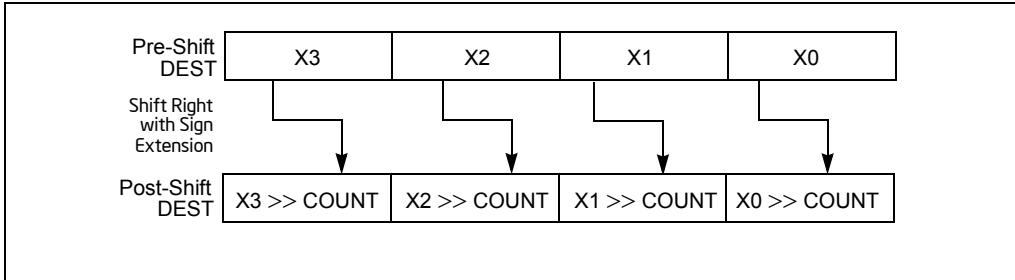 Pre-Shift
DEST
X3
X2
X1
X0
Shift Right
with Sign
Extension
Post-Shift
DEST
X3 >> COUNT
X2 >> COUNT
X1 >> COUNT
X0 >> COUNT